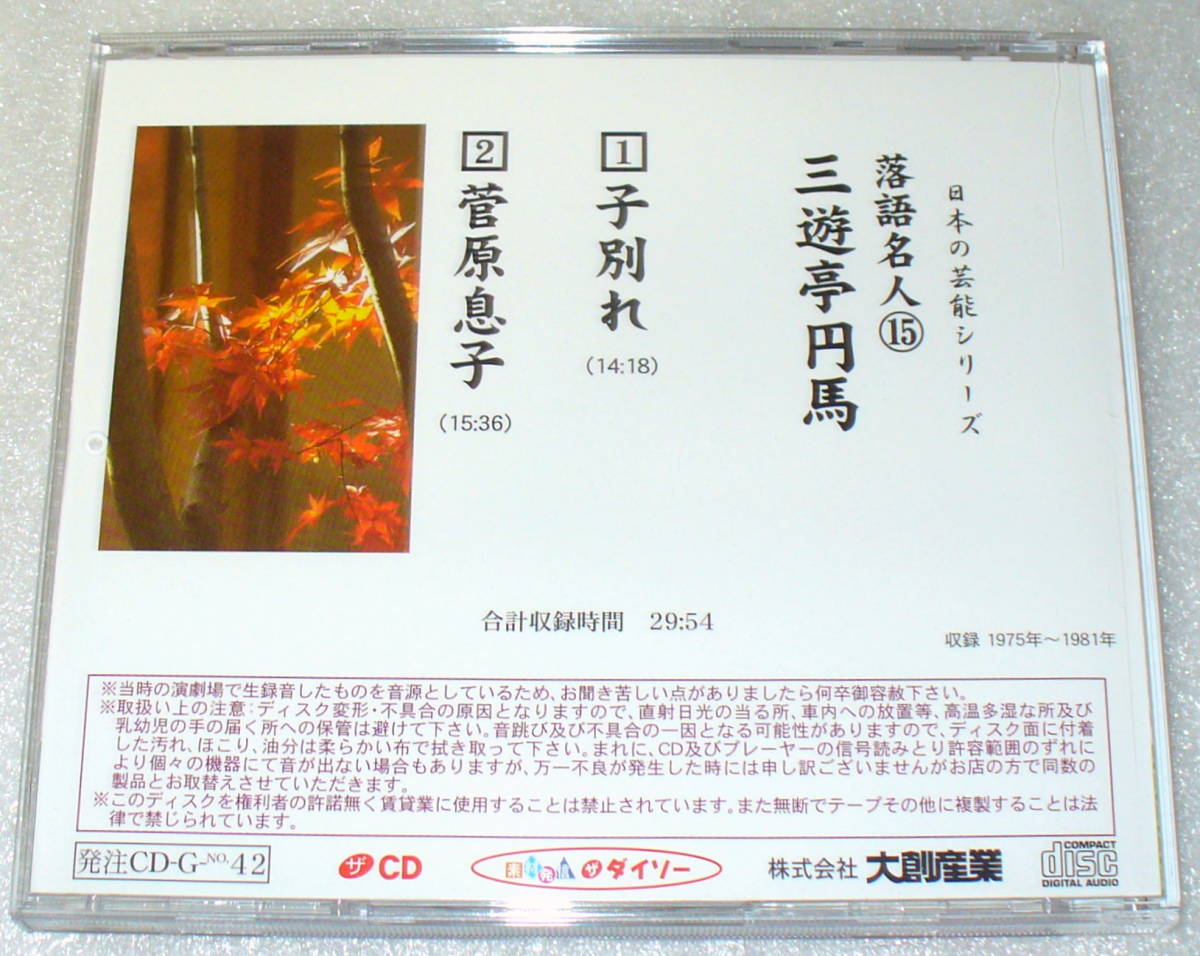 日本の芸能シリーズ
落語名人⑮
三遊亭円馬
1 子別れ
(14:18)
2 菅原息子
(15:36)
合計収録時間 29:54
収録 1975年〜1981年
※当時の演劇場で生録音したものを音源としているため、お聞き苦しい点がありましたら何卒御容赦下さい。
※取扱い上の注意:ディスク変形・不具合の原因となりますので、直射日光の当る所、車内への放置等、高温多湿な所及び
乳幼児の手の届く所への保管は避けて下さい。音跳び及び不具合の一因となる可能性がありますので、ディスク面に付着
した汚れ、ほこり、油分は柔らかい布で拭き取って下さい。まれに、CD及びプレーヤーの信号読みとり許容範囲のずれに
より個々の機器にて音が出ない場合もありますが、万一不良が発生した時には申し訳ございませんがお店の方で同数の
製品とお取替えさせていただきます。
※このディスクを権利者の許諾無く賃貸業に使用することは禁止されています。また無断でテープその他に複製することは法
律で禁じられています。
発注CD-G-NO.42
ザCD
ザダイソー
株式会社 大創産業
COMPACT
disc
DIGITAL AUDIO